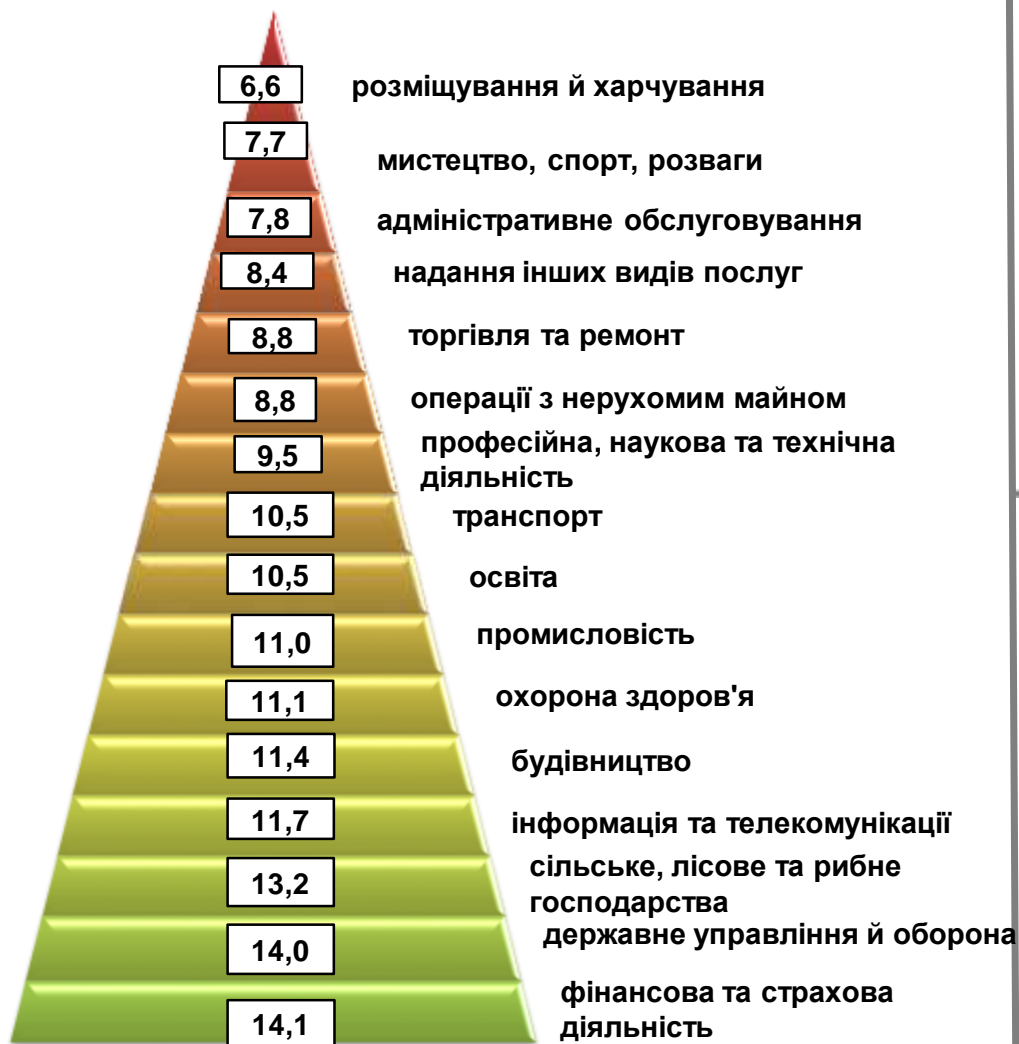 6,6 розміщування й харчування
7,7 мистецтво, спорт, розваги
7,8 адміністративне обслуговування
8,4 надання інших видів послуг
8,8 торгівля та ремонт
8,8 операції з нерухомим майном
9,5 професійна, наукова та технічна
діяльність
10,5 транспорт
10,5 освіта
11,0 промисловість
11,1 охорона здоров'я
11,4 будівництво
11,7 інформація та телекомунікації
13,2 сільське, лісове та рибне
господарства
14,0 державне управління й оборона
14,1 фінансова та страхова
діяльність